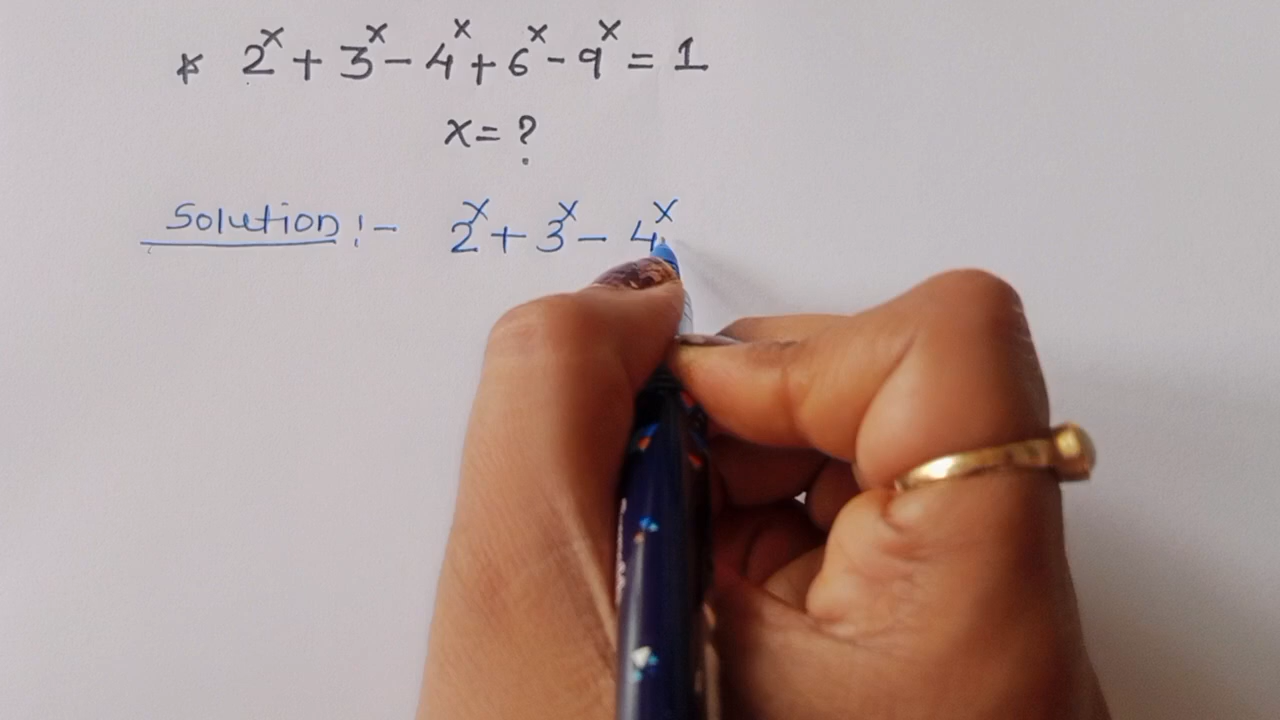 * 2^x + 3^x - 4^x + 6^x - 9^x = 1
x = ?
Solution :- 2^x + 3^x - 4^x